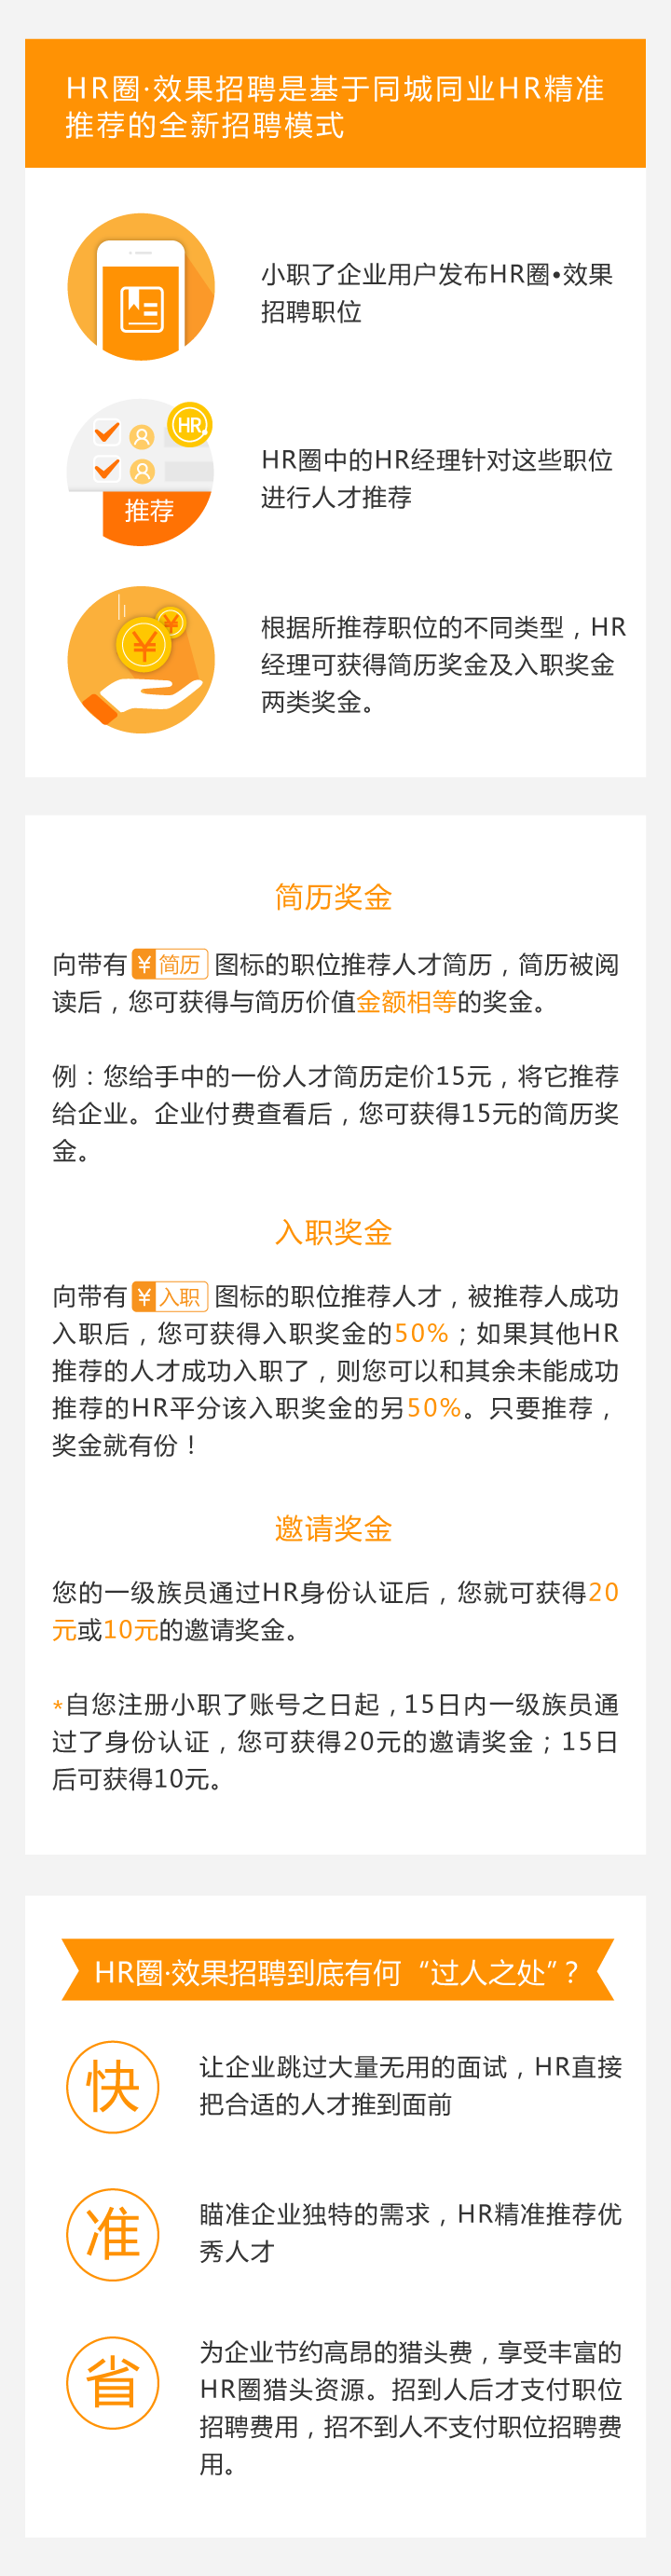 HR圈·效果招聘是基于同城同业HR精准
推荐的全新招聘模式
小职了企业用户发布HR圈•效果
招聘职位
HR
推荐
HR圈中的HR经理针对这些职位
进行人才推荐
¥
¥
根据所推荐职位的不同类型，HR
经理可获得简历奖金及入职奖金
两类奖金。
简历奖金
向带有 ¥ 简历 图标的职位推荐人才简历，简历被阅
读后，您可获得与简历价值金额相等的奖金。
例：您给手中的一份人才简历定价15元，将它推荐
给企业。企业付费查看后，您可获得15元的简历奖
金。
入职奖金
向带有 ¥ 入职 图标的职位推荐人才，被推荐人成功
入职后，您可获得入职奖金的50%；如果其他HR
推荐的人才成功入职了，则您可以和其余未能成功
推荐的HR平分该入职奖金的另50%。只要推荐，
奖金就有份！
邀请奖金
您的一级族员通过HR身份认证后，您就可获得20
元或10元的邀请奖金。
*自您注册小职了账号之日起，15日内一级族员通
过了身份认证，您可获得20元的邀请奖金；15日
后可获得10元。
HR圈·效果招聘到底有何“过人之处”？
快
让企业跳过大量无用的面试，HR直接
把合适的人才推到面前
准
瞄准企业独特的需求，HR精准推荐优
秀人才
省
为企业节约高昂的猎头费，享受丰富的
HR圈猎头资源。招到人后才支付职位
招聘费用，招不到人不支付职位招聘费
用。